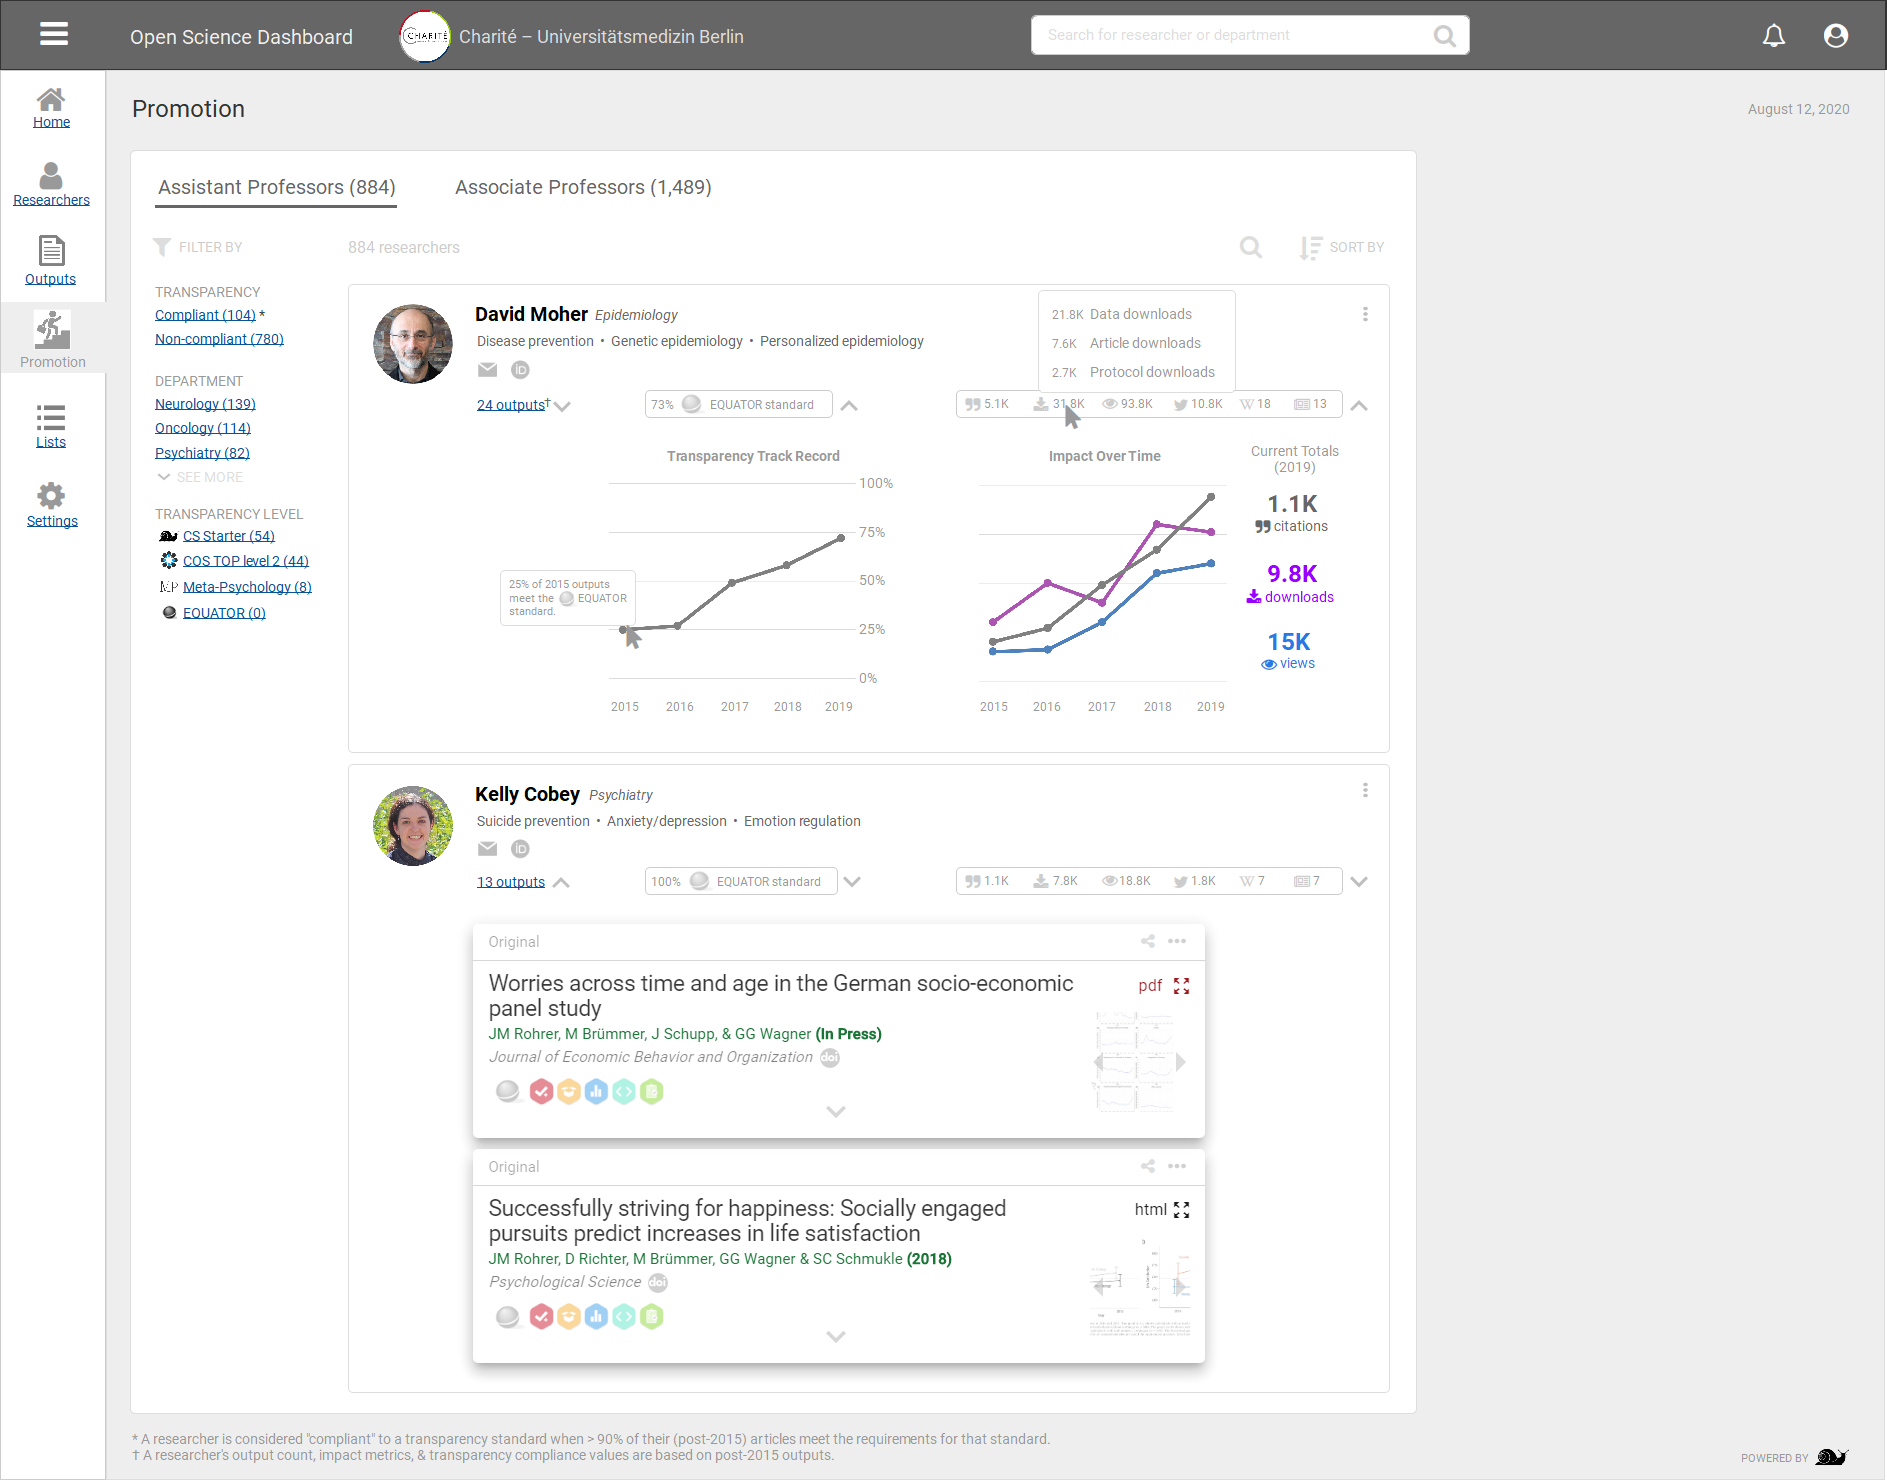 Open Science Dashboard
CHARITÉ
Charité – Universitätsmedizin Berlin
Search for researcher or department
Home
Researchers
Outputs
Promotion
Lists
Settings
Promotion
August 12, 2020
Assistant Professors (884)
Associate Professors (1,489)
FILTER BY
884 researchers
SORT BY
TRANSPARENCY
Compliant (104) *
Non-compliant (780)
DEPARTMENT
Neurology (139)
Oncology (114)
Psychiatry (82)
SEE MORE
TRANSPARENCY LEVEL
CS Starter (54)
COS TOP level 2 (44)
MP Meta-Psychology (8)
EQUATOR (0)
David Moher Epidemiology
Disease prevention • Genetic epidemiology • Personalized epidemiology
iD
21.8K Data downloads
7.6K Article downloads
2.7K Protocol downloads
24 outputs†
73% EQUATOR standard
5.1K 31.8K 93.8K 10.8K W 18 13
Transparency Track Record
100%
75%
50%
25%
0%
25% of 2015 outputs
meet the EQUATOR
standard.
2015 2016 2017 2018 2019
Impact Over Time
2015 2016 2017 2018 2019
Current Totals
(2019)
1.1K
citations
9.8K
downloads
15K
views
Kelly Cobey Psychiatry
Suicide prevention • Anxiety/depression • Emotion regulation
iD
13 outputs
100% EQUATOR standard
1.1K 7.8K 18.8K 1.8K W 7 7
Original
Worries across time and age in the German socio-economic
panel study
pdf
JM Rohrer, M Brümmer, J Schupp, & GG Wagner (In Press)
Journal of Economic Behavior and Organization doi
Original
Successfully striving for happiness: Socially engaged
pursuits predict increases in life satisfaction
html
JM Rohrer, D Richter, M Brümmer, GG Wagner & SC Schmukle (2018)
Psychological Science doi
* A researcher is considered "compliant" to a transparency standard when > 90% of their (post-2015) articles meet the requirements for that standard.
† A researcher's output count, impact metrics, & transparency compliance values are based on post-2015 outputs.
POWERED BY